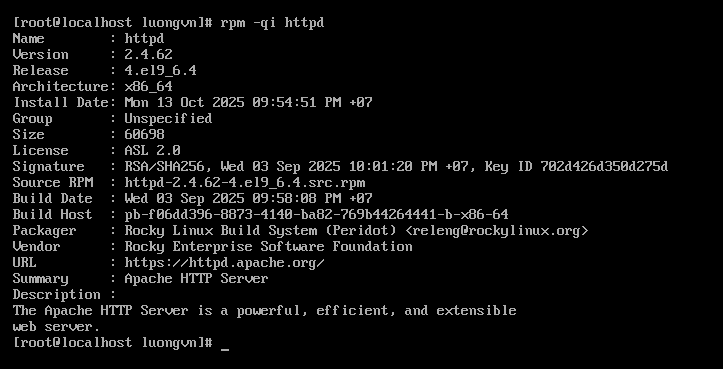 [root@localhost luongvn]# rpm -qi httpd
Name        : httpd
Version     : 2.4.62
Release     : 4.el9_6.4
Architecture: x86_64
Install Date: Mon 13 Oct 2025 09:54:51 PM +07
Group       : Unspecified
Size        : 60698
License     : ASL 2.0
Signature   : RSA/SHA256, Wed 03 Sep 2025 10:01:20 PM +07, Key ID 702d426d350d275d
Source RPM  : httpd-2.4.62-4.el9_6.4.src.rpm
Build Date  : Wed 03 Sep 2025 09:58:08 PM +07
Build Host  : pb-f06dd396-8873-4140-ba82-769b44264441-b-x86-64
Packager    : Rocky Linux Build System (Peridot) <releng@rockylinux.org>
Vendor      : Rocky Enterprise Software Foundation
URL         : https://httpd.apache.org/
Summary     : Apache HTTP Server
Description :
The Apache HTTP Server is a powerful, efficient, and extensible
web server.
[root@localhost luongvn]# _